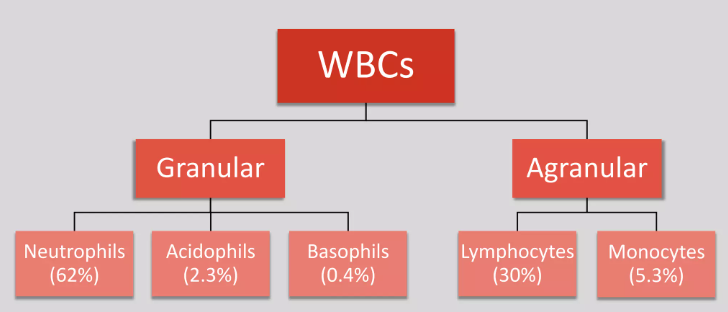 WBCs
Granular
Agranular
Neutrophils
(62%)
Acidophils
(2.3%)
Basophils
(0.4%)
Lymphocytes
(30%)
Monocytes
(5.3%)